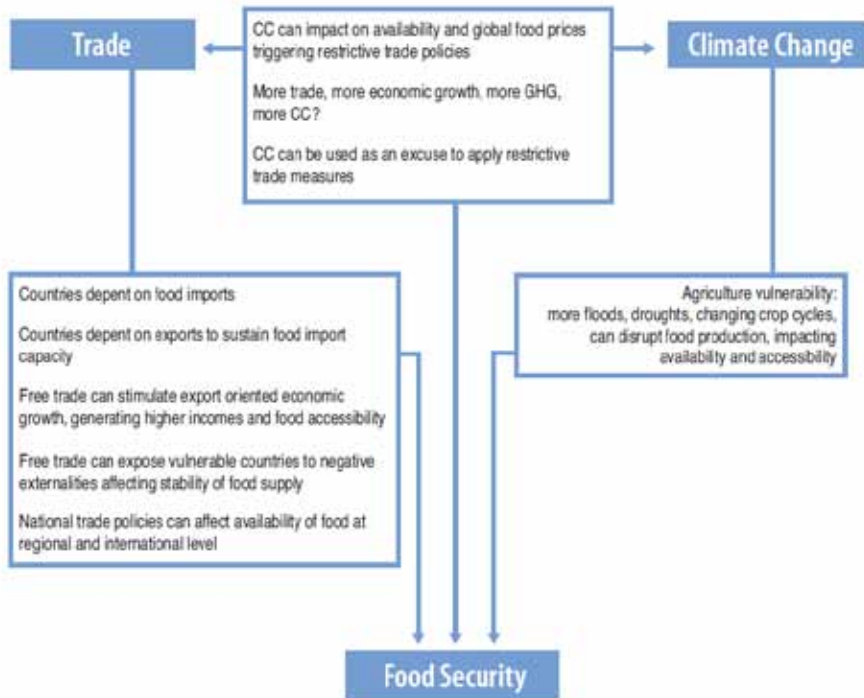 Trade
CC can impact on availability and global food prices
triggering restrictive trade policies
More trade, more economic growth, more GHG,
more CC?
CC can be used as an excuse to apply restrictive
trade measures
Climate Change
Countries depent on food imports
Countries depent on exports to sustain food import
capacity
Free trade can stimulate export oriented economic
growth, generating higher incomes and food accessibility
Free trade can expose vulnerable countries to negative
externalities affecting stability of food supply
National trade policies can affect availability of food at
regional and international level
Agriculture vulnerability:
more floods, droughts, changing crop cycles,
can disrupt food production, impacting
availability and accessibility
Food Security